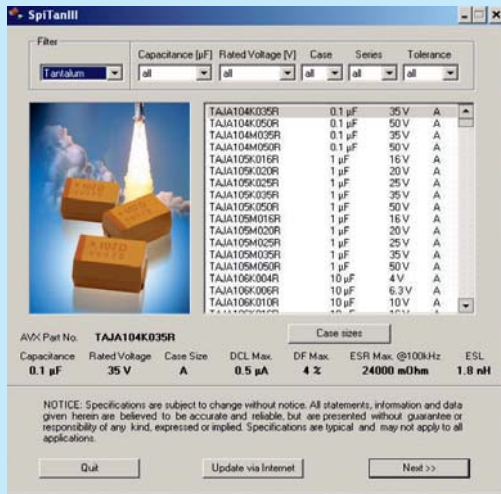 SpiTanIII
Filter
Capacitance [µF] Rated Voltage [V] Case Series Tolerance
Tantalum all all all all all
TAJA104K035R 0.1 µF 35 V A
TAJA104K050R 0.1 µF 50 V A
TAJA104M035R 0.1 µF 35 V A
TAJA104M050R 0.1 µF 50 V A
TAJA105K016R 1 µF 16 V A
TAJA105K020R 1 µF 20 V A
TAJA105K025R 1 µF 25 V A
TAJA105K035R 1 µF 35 V A
TAJA105K050R 1 µF 50 V A
TAJA105M016R 1 µF 16 V A
TAJA105M020R 1 µF 20 V A
TAJA105M025R 1 µF 25 V A
TAJA105M035R 1 µF 35 V A
TAJA105M050R 1 µF 50 V A
TAJA106K004R 10 µF 4 V A
TAJA106K006R 10 µF 6.3 V A
TAJA106K010R 10 µF 10 V A
AVX Part No. TAJA104K035R Case sizes
Capacitance Rated Voltage Case Size DCL Max. DF Max. ESR Max. @100kHz ESL
0.1 µF 35 V A 0.5 µA 4 % 24000 mOhm 1.8 nH
NOTICE: Specifications are subject to change without notice. All statements, information and data
given herein are believed to be accurate and reliable, but are presented without guarantee or
responsibility of any kind, expressed or implied. Specifications are typical and may not apply to all
applications.
Quit Update via Internet Next >>